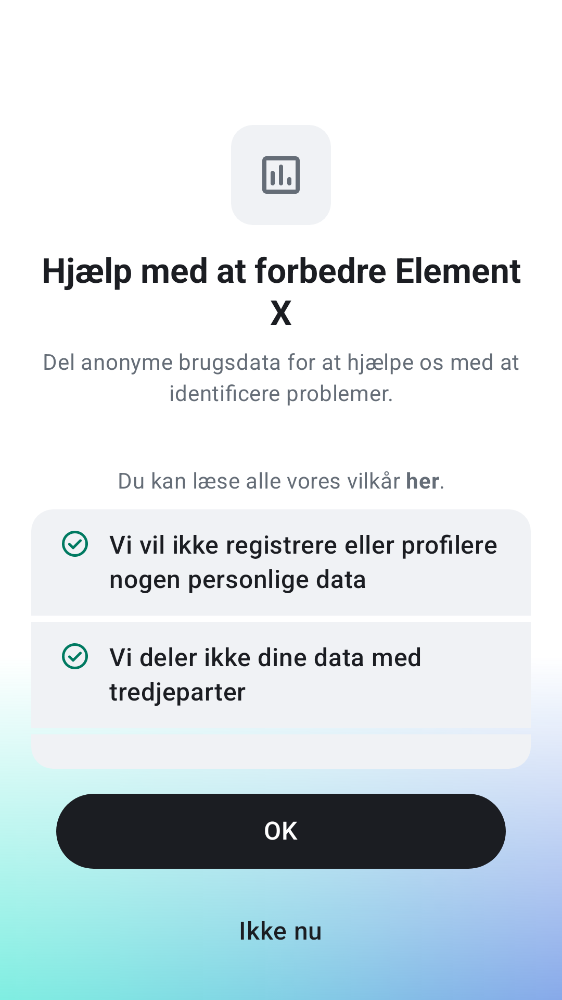 Hjælp med at forbedre Element
X
Del anonyme brugsdata for at hjælpe os med at
identificere problemer.
Du kan læse alle vores vilkår her.
Vi vil ikke registrere eller profilere
nogen personlige data
Vi deler ikke dine data med
tredjeparter
OK
Ikke nu